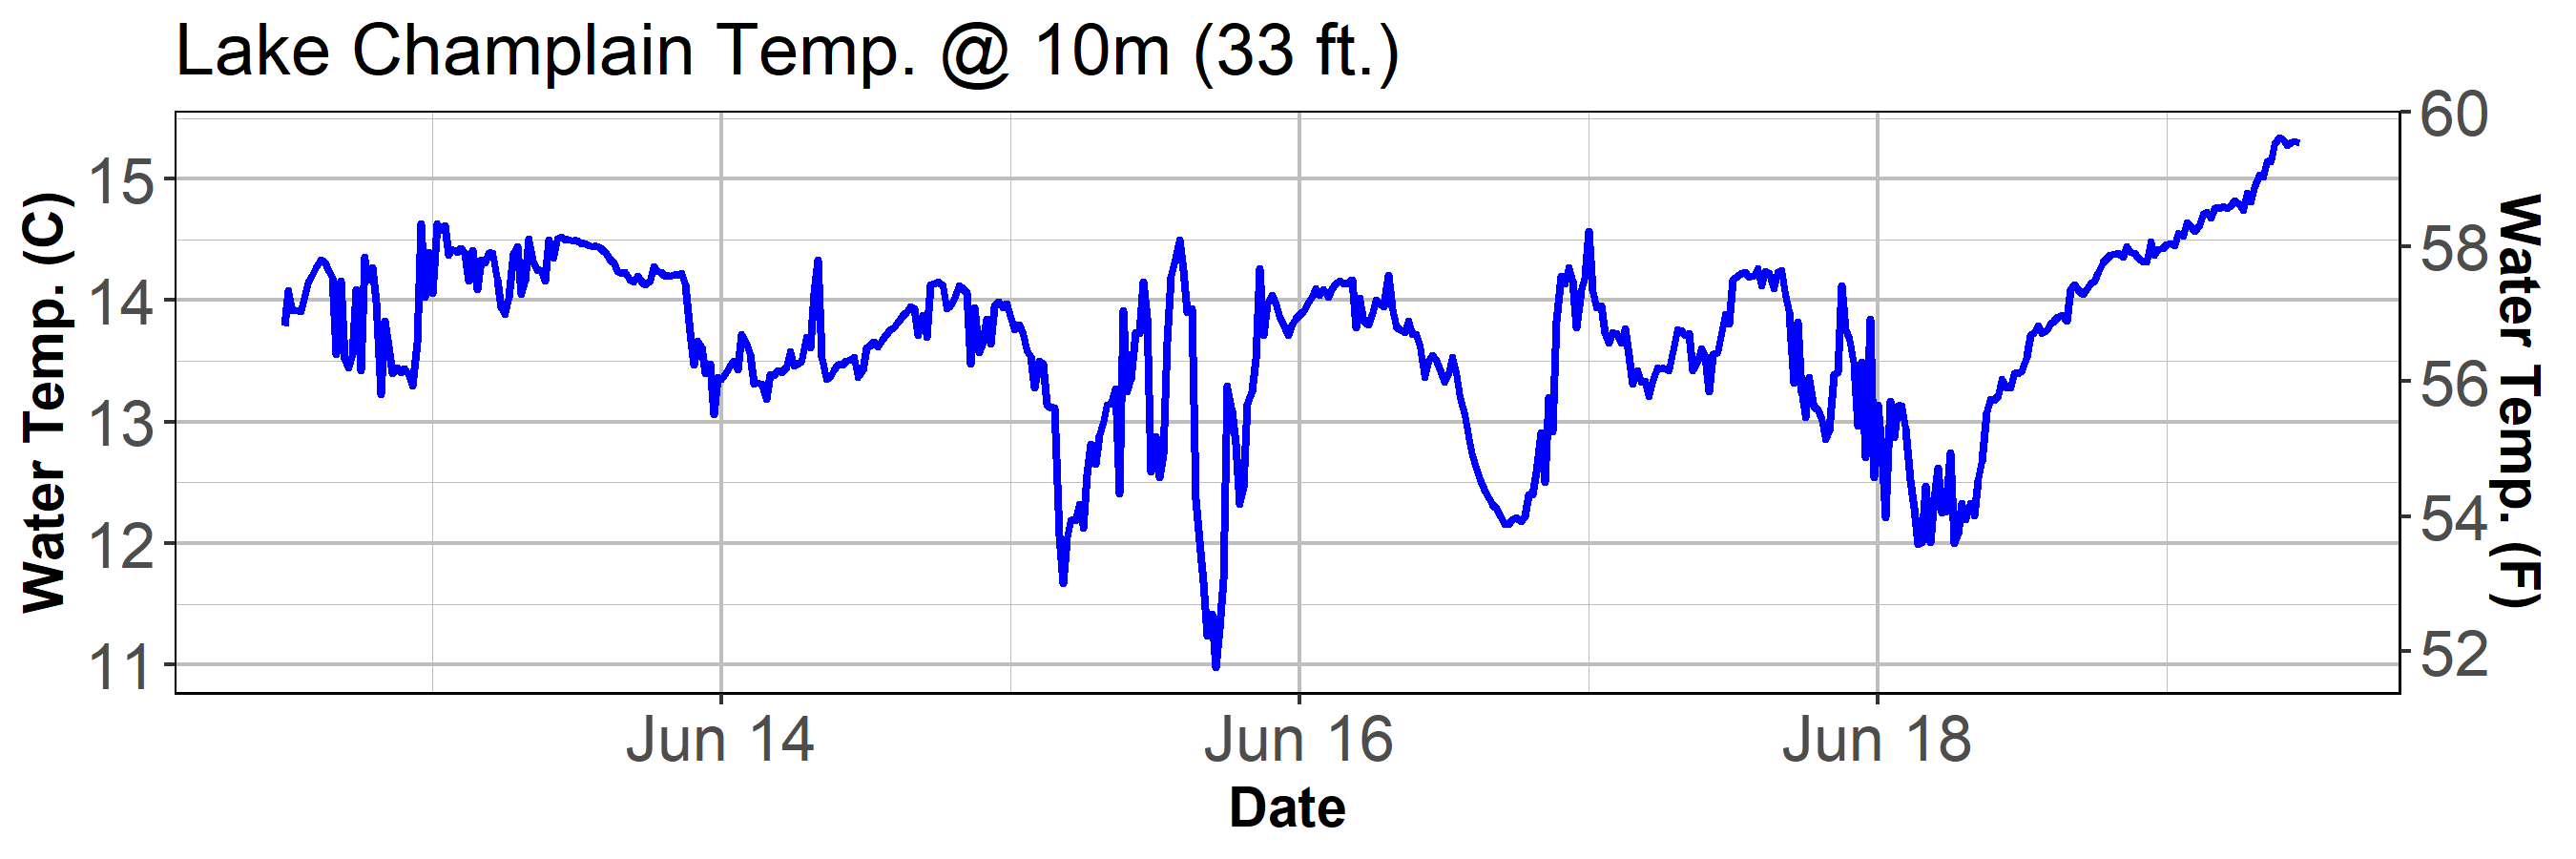 Lake Champlain Temp. @ 10m (33 ft.)
Water Temp. (C)
15
14
13
12
11
60
58
56
54
52
Water Temp. (F)
Jun 14
Jun 16
Jun 18
Date